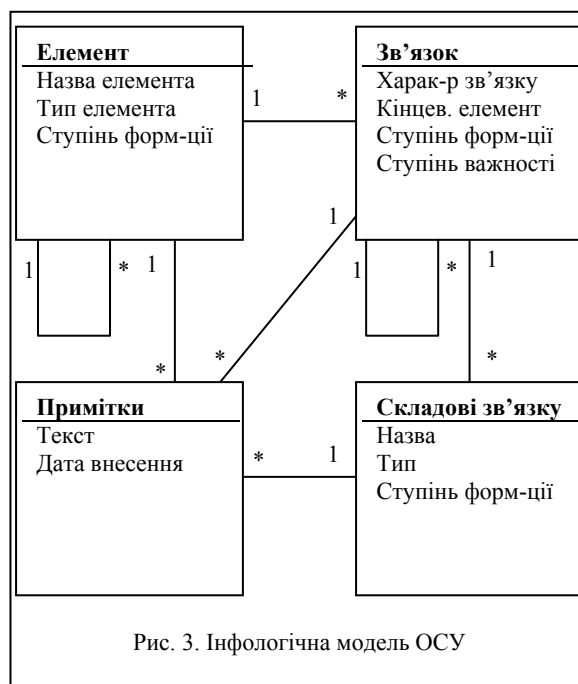 Елемент
Назва елемента
Тип елемента
Ступінь форм-ції
Зв’язок
Харак-р зв’язку
Кінцев. елемент
Ступінь форм-ції
Ступінь важності
1
*
1
*
1
*
1
*
1
*
1
*
Примітки
Текст
Дата внесення
*
1
Складові зв’язку
Назва
Тип
Ступінь форм-ції
Рис. 3. Інфологічна модель ОСУ